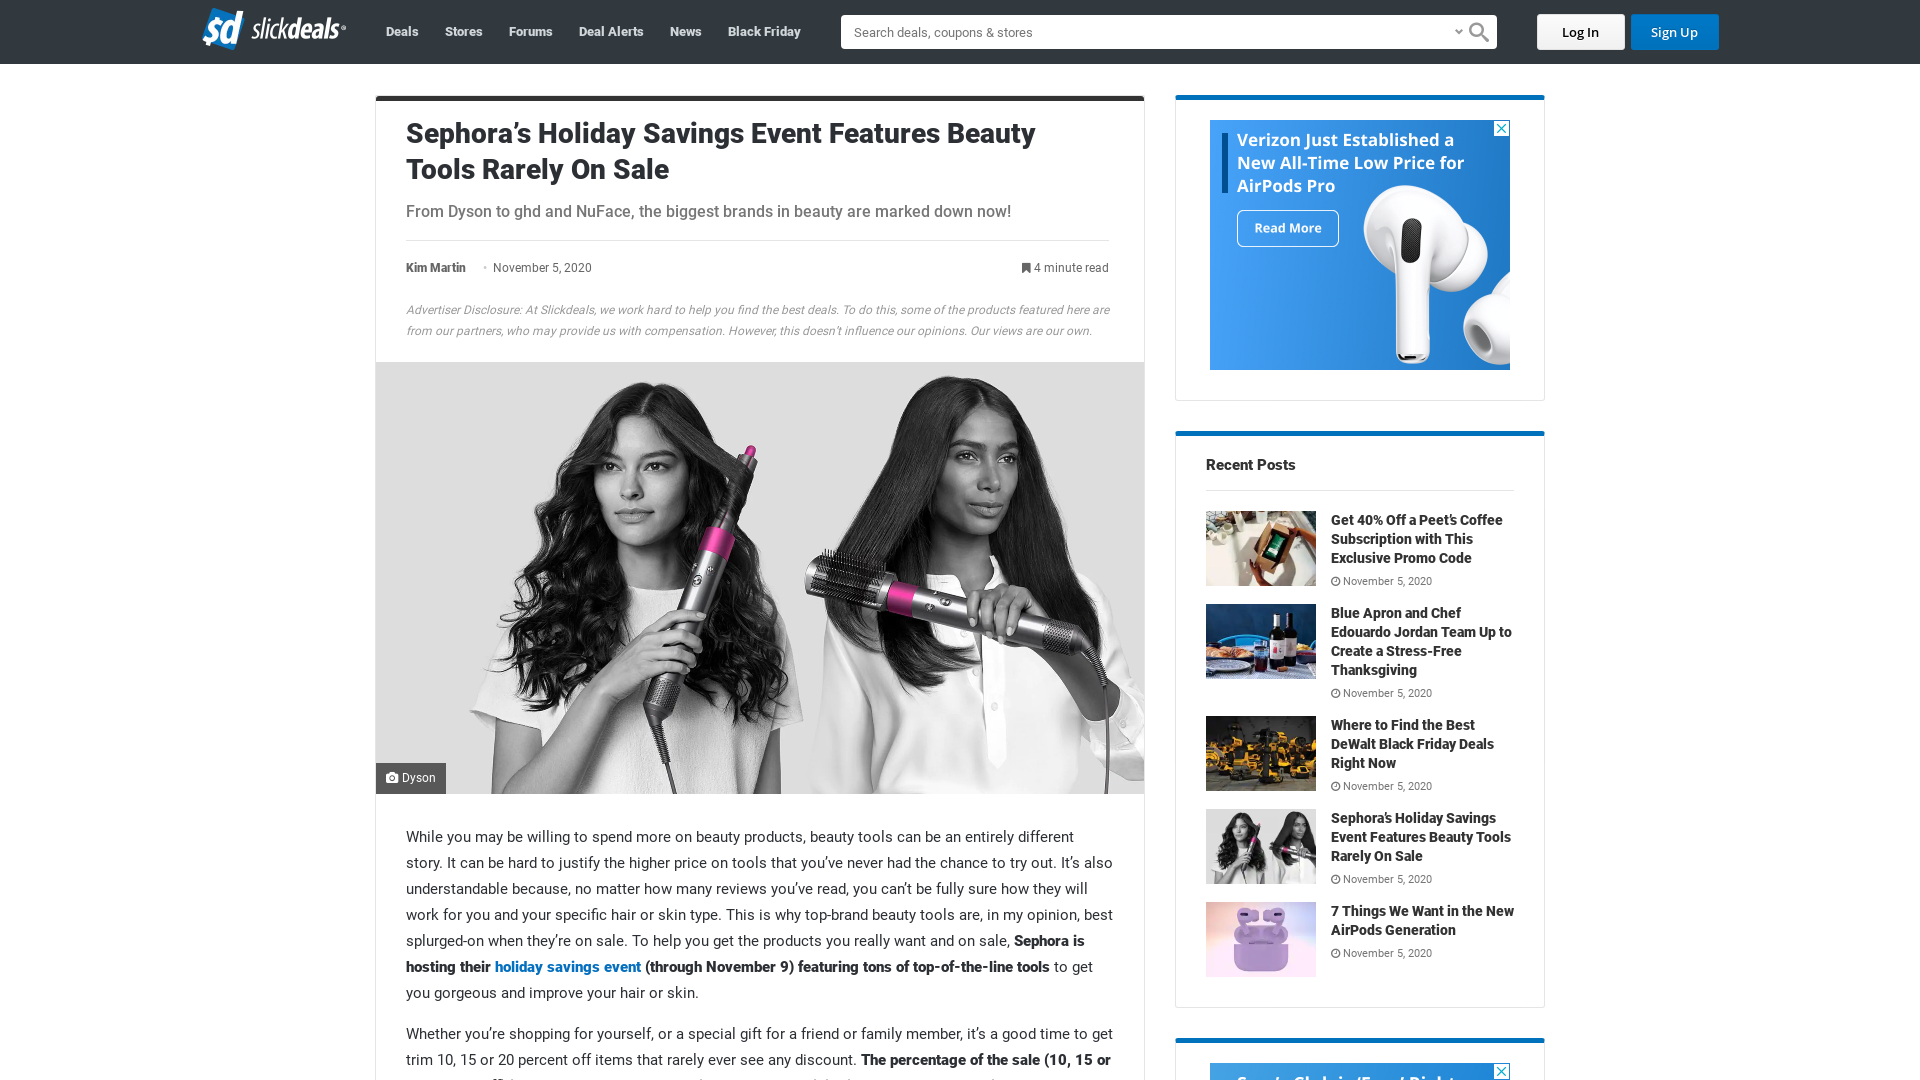 slickdeals
Deals
Stores
Forums
Deal Alerts
News
Black Friday
Search deals, coupons & stores
Log In
Sign Up
Sephora’s Holiday Savings Event Features Beauty
Tools Rarely On Sale
From Dyson to ghd and NuFace, the biggest brands in beauty are marked down now!
Kim Martin
November 5, 2020
4 minute read
Advertiser Disclosure: At Slickdeals, we work hard to help you find the best deals. To do this, some of the products featured here are
from our partners, who may provide us with compensation. However, this doesn’t influence our opinions. Our views are our own.
Dyson
While you may be willing to spend more on beauty products, beauty tools can be an entirely different
story. It can be hard to justify the higher price on tools that you’ve never had the chance to try out. It’s also
understandable because, no matter how many reviews you’ve read, you can’t be fully sure how they will
work for you and your specific hair or skin type. This is why top-brand beauty tools are, in my opinion, best
splurged-on when they’re on sale. To help you get the products you really want and on sale, Sephora is
hosting their holiday savings event (through November 9) featuring tons of top-of-the-line tools to get
you gorgeous and improve your hair or skin.
Whether you’re shopping for yourself, or a special gift for a friend or family member, it’s a good time to get
trim 10, 15 or 20 percent off items that rarely ever see any discount. The percentage of the sale (10, 15 or
Verizon Just Established a
New All-Time Low Price for
AirPods Pro
Read More
Recent Posts
Get 40% Off a Peet’s Coffee
Subscription with This
Exclusive Promo Code
November 5, 2020
Blue Apron and Chef
Edouardo Jordan Team Up to
Create a Stress-Free
Thanksgiving
November 5, 2020
Where to Find the Best
DeWalt Black Friday Deals
Right Now
November 5, 2020
Sephora’s Holiday Savings
Event Features Beauty Tools
Rarely On Sale
November 5, 2020
7 Things We Want in the New
AirPods Generation
November 5, 2020